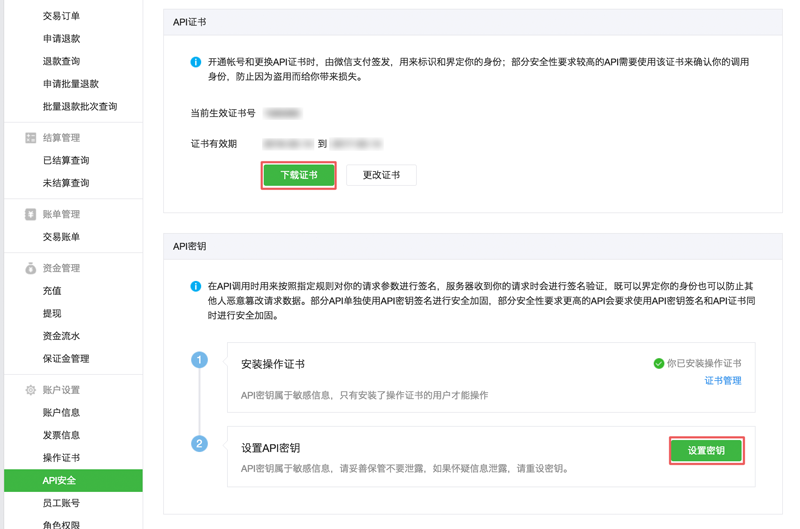 交易订单
申请退款
退款查询
申请批量退款
批量退款批次查询
结算管理
已结算查询
未结算查询
账单管理
交易账单
资金管理
充值
提现
资金流水
保证金管理
账户设置
账户信息
发票信息
操作证书
API安全
员工账号
角色权限
API证书
开通帐号和更换API证书时，由微信支付签发，用来标识和界定你的身份；部分安全性要求较高的API需要使用该证书来确认你的调用
身份，防止因为盗用而给你带来损失。
当前生效证书号
证书有效期 到
下载证书 更改证书
API密钥
在API调用时用来按照指定规则对你的请求参数进行签名，服务器收到你的请求时会进行签名验证，既可以界定你的身份也可以防止其
他人恶意篡改请求数据。部分API单独使用API密钥签名进行安全加固，部分安全性要求更高的API会要求使用API密钥签名和API证书同
时进行安全加固。
1 安装操作证书 你已安装操作证书
证书管理
API密钥属于敏感信息，只有安装了操作证书的用户才能操作
2 设置API密钥 设置密钥
API密钥属于敏感信息，请妥善保管不要泄露，如果怀疑信息泄露，请重设密钥。